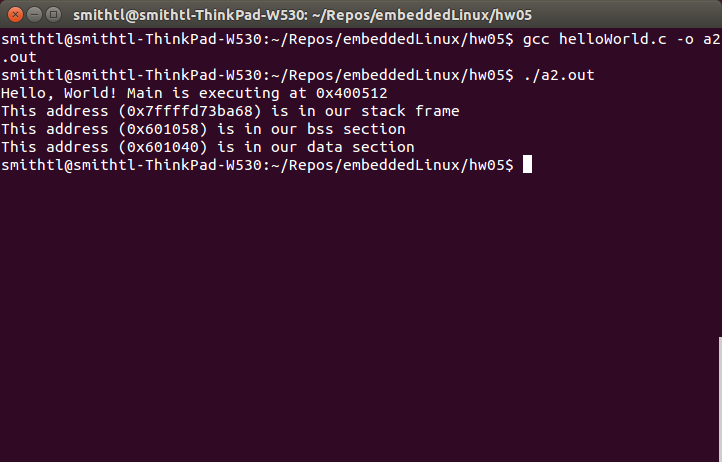 smithtl@smithtl-ThinkPad-W530: ~/Repos/embeddedLinux/hw05
smithtl@smithtl-ThinkPad-W530:~/Repos/embeddedLinux/hw05$ gcc helloWorld.c -o a2
.out
smithtl@smithtl-ThinkPad-W530:~/Repos/embeddedLinux/hw05$ ./a2.out
Hello, World! Main is executing at 0x400512
This address (0x7ffffd73ba68) is in our stack frame
This address (0x601058) is in our bss section
This address (0x601040) is in our data section
smithtl@smithtl-ThinkPad-W530:~/Repos/embeddedLinux/hw05$